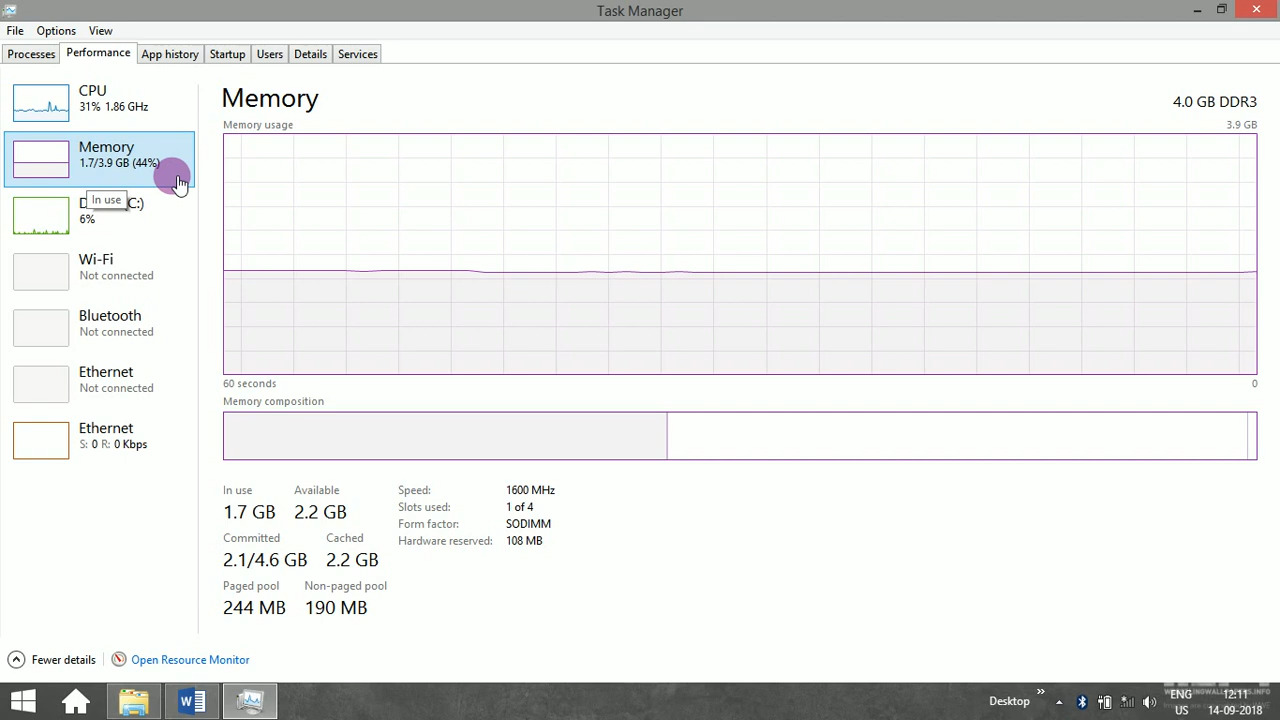 Task Manager
File Options View
Processes Performance App history Startup Users Details Services
CPU
31% 1.86 GHz
Memory
1.7/3.9 GB (44%)
In use
C:)
6%
Wi-Fi
Not connected
Bluetooth
Not connected
Ethernet
Not connected
Ethernet
S: 0 R: 0 Kbps
Memory 4.0 GB DDR3
Memory usage 3.9 GB
60 seconds 0
Memory composition
In use Available
1.7 GB 2.2 GB
Committed Cached
2.1/4.6 GB 2.2 GB
Paged pool Non-paged pool
244 MB 190 MB
Speed: 1600 MHz
Slots used: 1 of 4
Form factor: SODIMM
Hardware reserved: 108 MB
Fewer details Open Resource Monitor
Desktop
ENG 12:11
US 14-09-2018